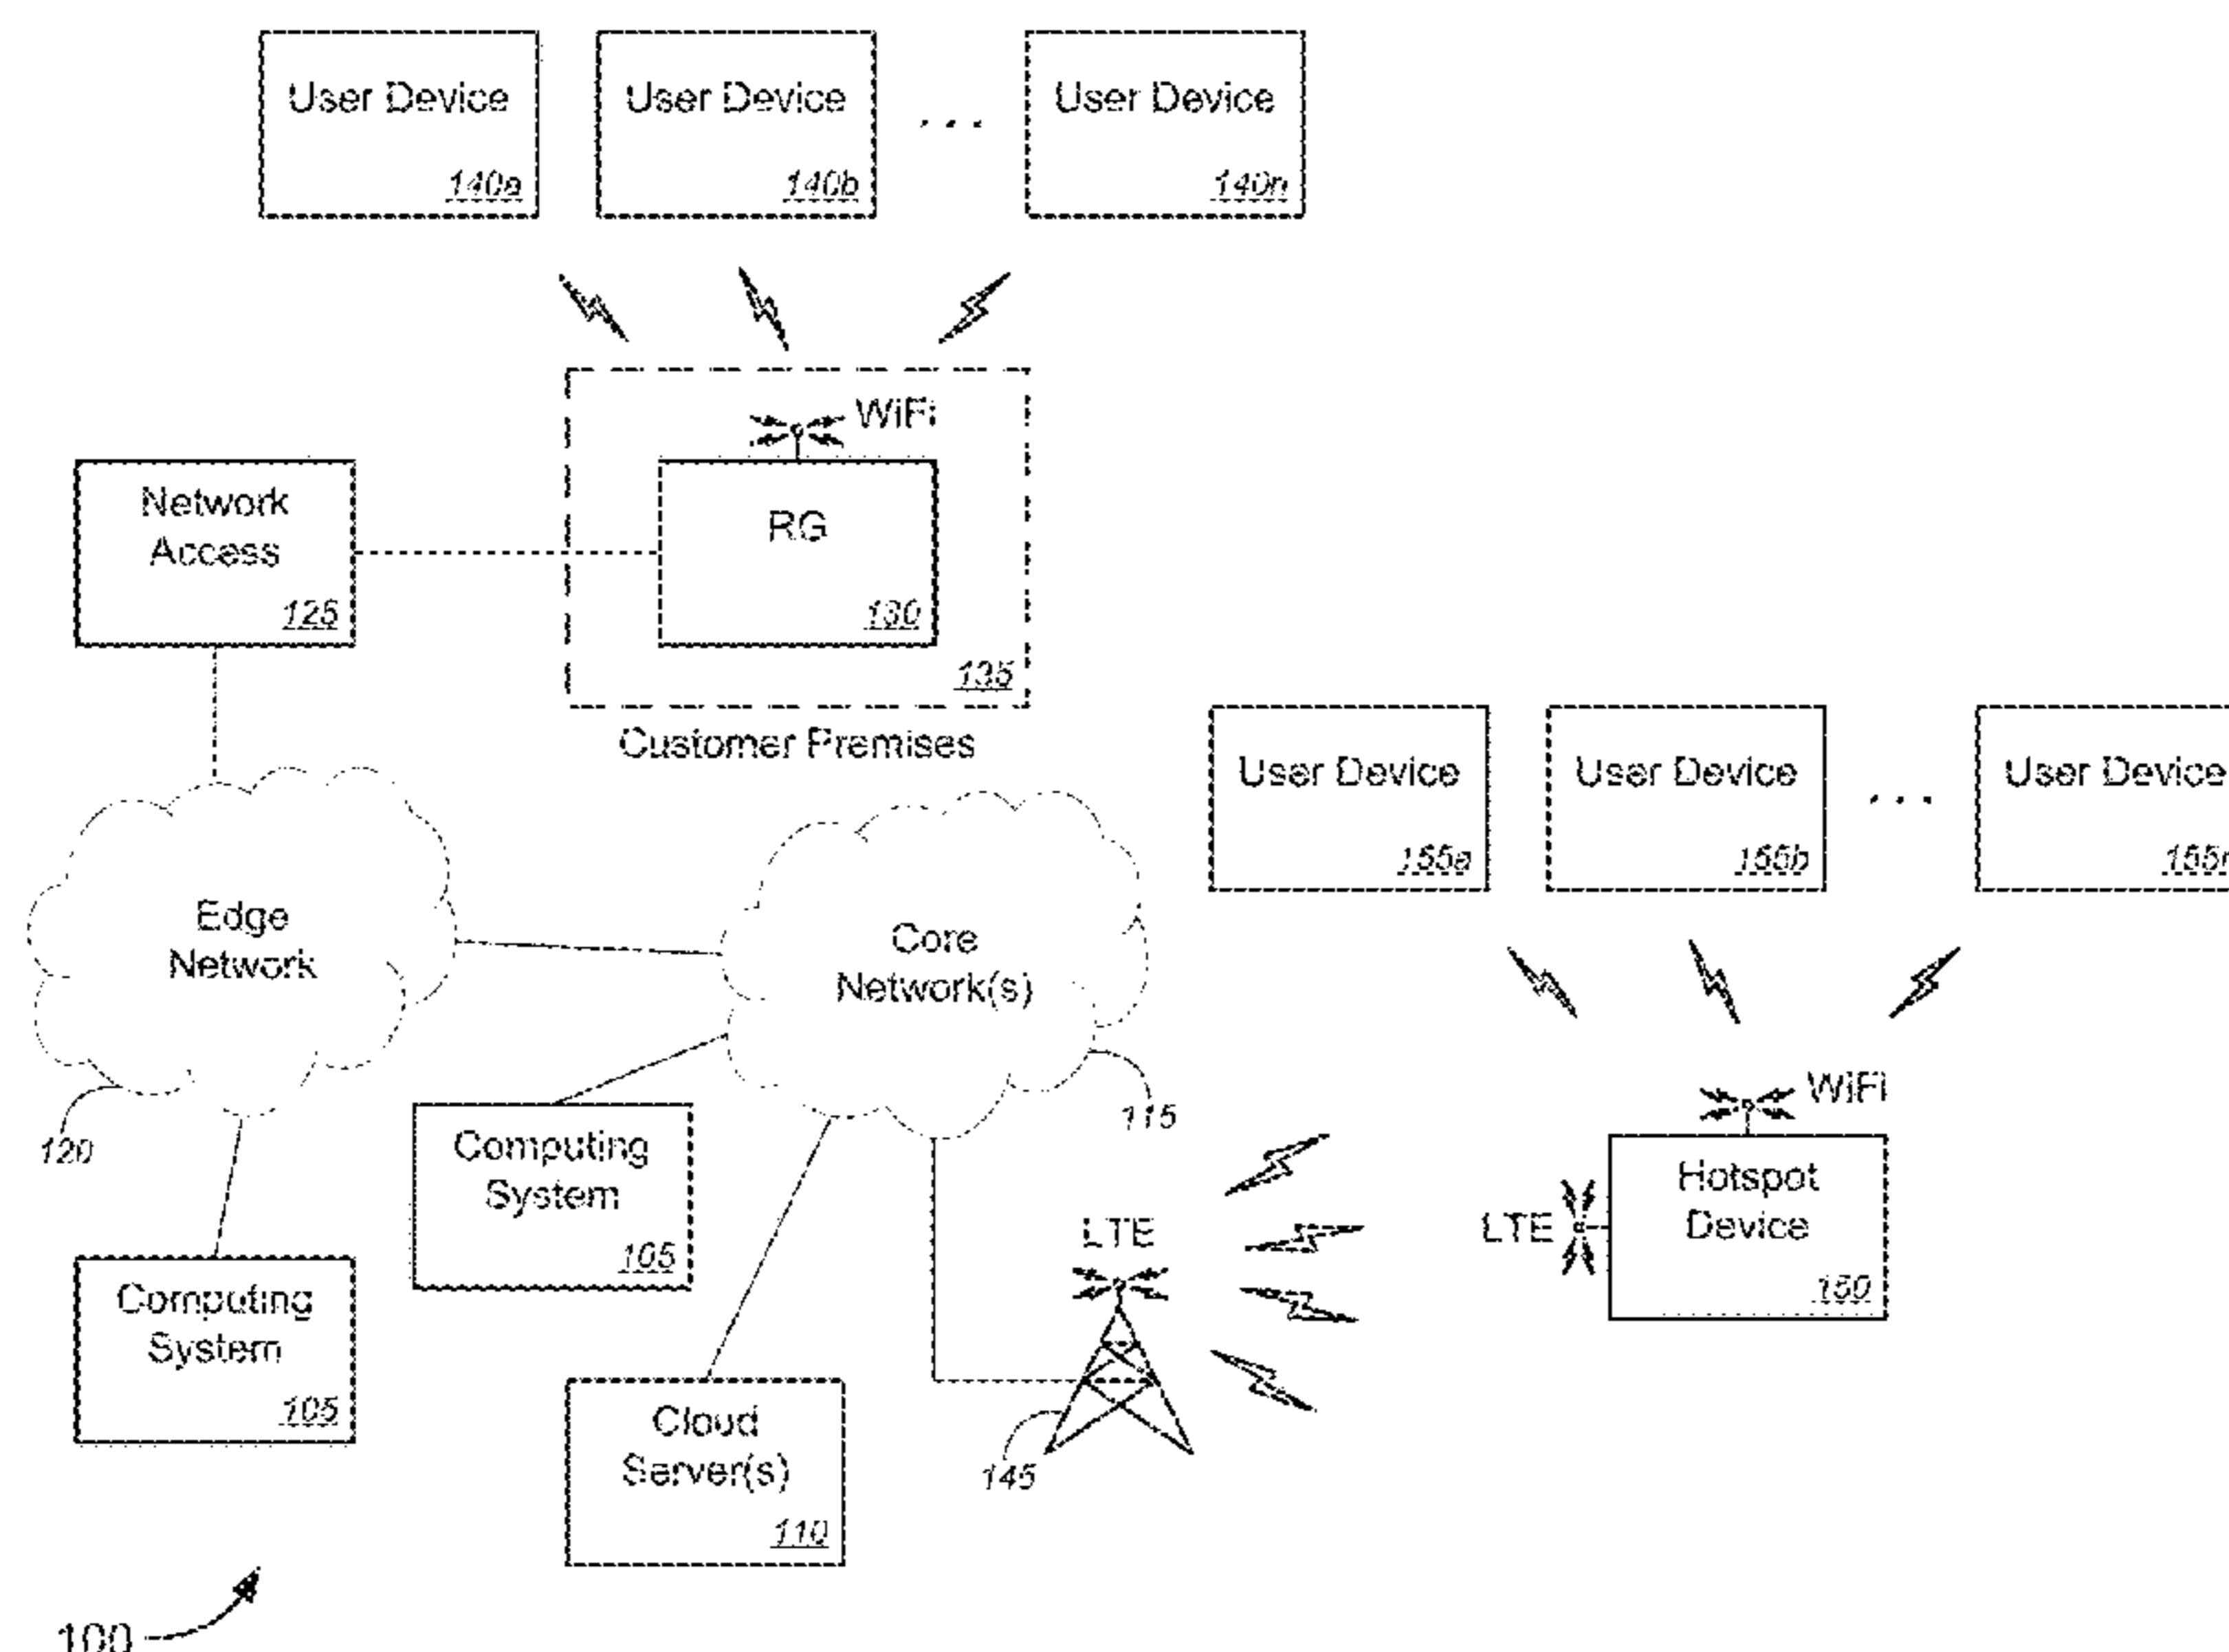 User Device
140a
User Device
140b
. . .
User Device
140n
WiFi
Network
Access
125
RG
130
135
Customer Premises
User Device
155a
User Device
155b
. . .
User Device
Edge
Network
120
Core
Network(s)
115
WiFi
Hotspot
Device
150
LTE
LTE
145
Computing
System
105
Computing
System
105
Cloud
Server(s)
110
100